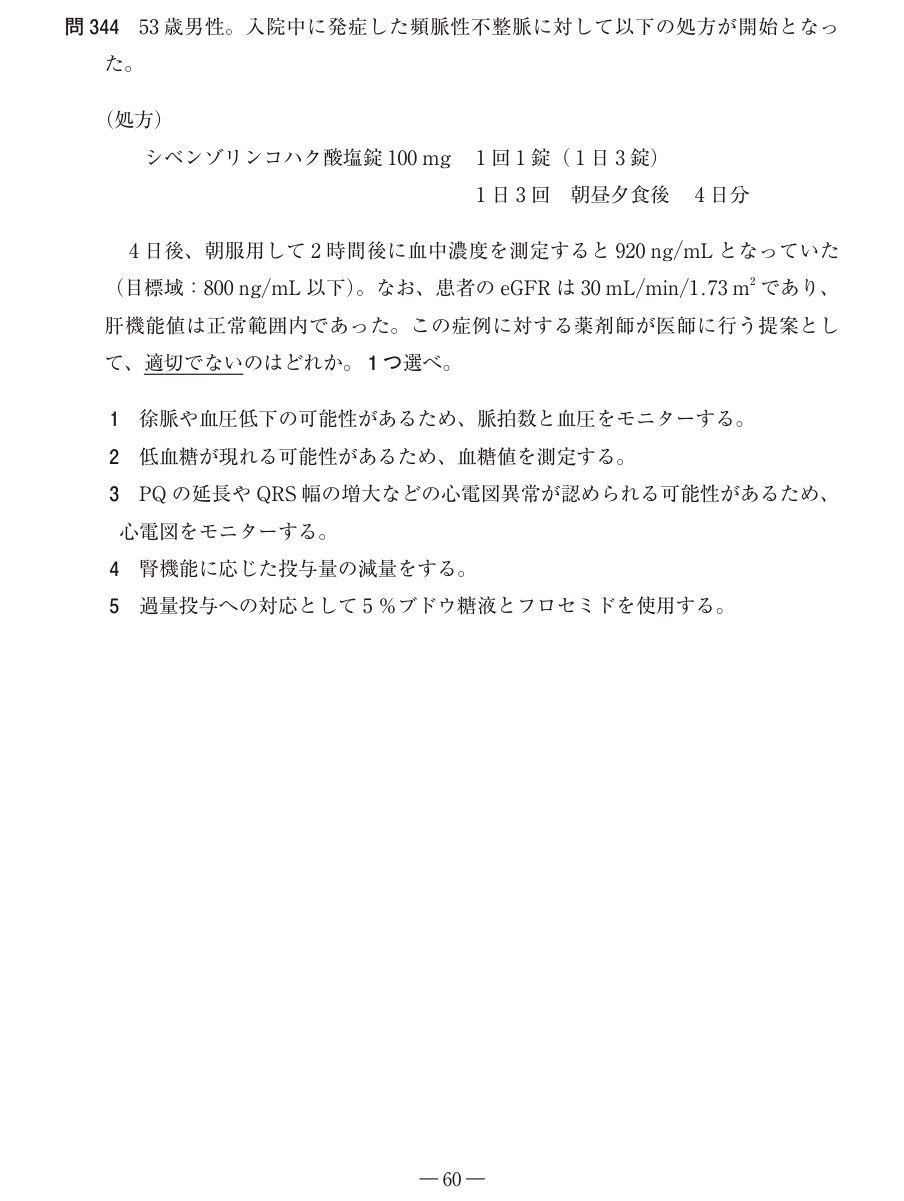 問 344　53 歳男性。入院中に発症した頻脈性不整脈に対して以下の処方が開始となっ
た。
（処方）
シベンゾリンコハク酸塩錠 100 mg　１回１錠（１日３錠）
１日３回　朝昼夕食後　４日分
４日後、朝服用して２時間後に血中濃度を測定すると 920 ng/mL となっていた
（目標域：800 ng/mL 以下）。なお、患者の eGFR は 30 mL/min/1.73 m² であり、
肝機能値は正常範囲内であった。この症例に対する薬剤師が医師に行う提案とし
て、適切でないのはどれか。１つ選べ。
1　徐脈や血圧低下の可能性があるため、脈拍数と血圧をモニターする。
2　低血糖が現れる可能性があるため、血糖値を測定する。
3　PQ の延長や QRS 幅の増大などの心電図異常が認められる可能性があるため、
心電図をモニターする。
4　腎機能に応じた投与量の減量をする。
5　過量投与への対応として５％ブドウ糖液とフロセミドを使用する。
— 60 —